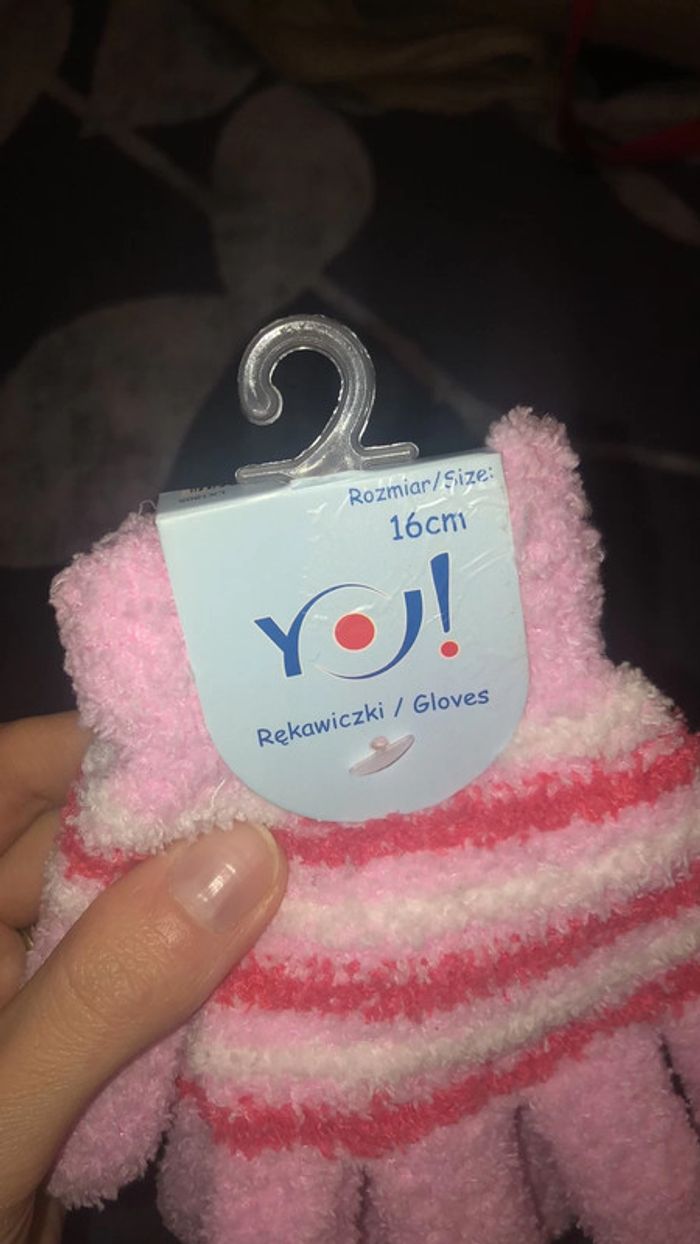 Rozmiar/Size:
16cm
YO!
Rękawiczki / Gloves